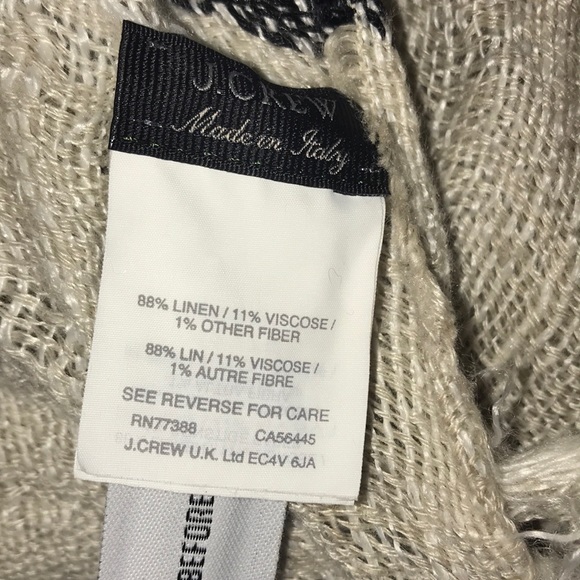 J.CREW
Made in Italy
88% LINEN / 11% VISCOSE /
1% OTHER FIBER
88% LIN / 11% VISCOSE /
1% AUTRE FIBRE
SEE REVERSE FOR CARE
RN77388 CA56445
J.CREW U.K. Ltd EC4V 6JA
BEFORE